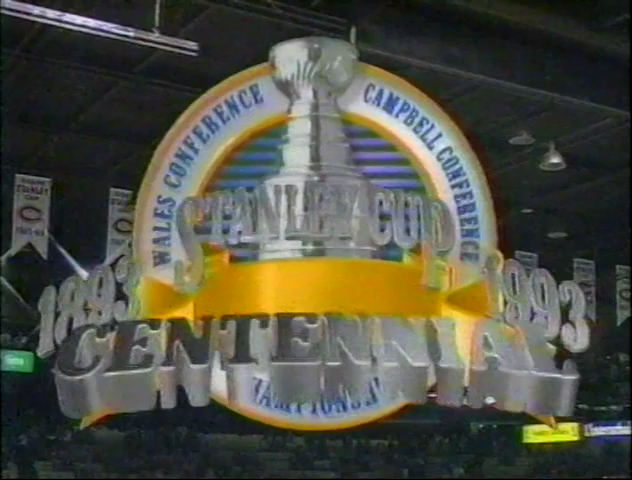 WALES CONFERENCE
CAMPBELL CONFERENCE
STANLEY CUP
1893
1993
CENTENNIAL